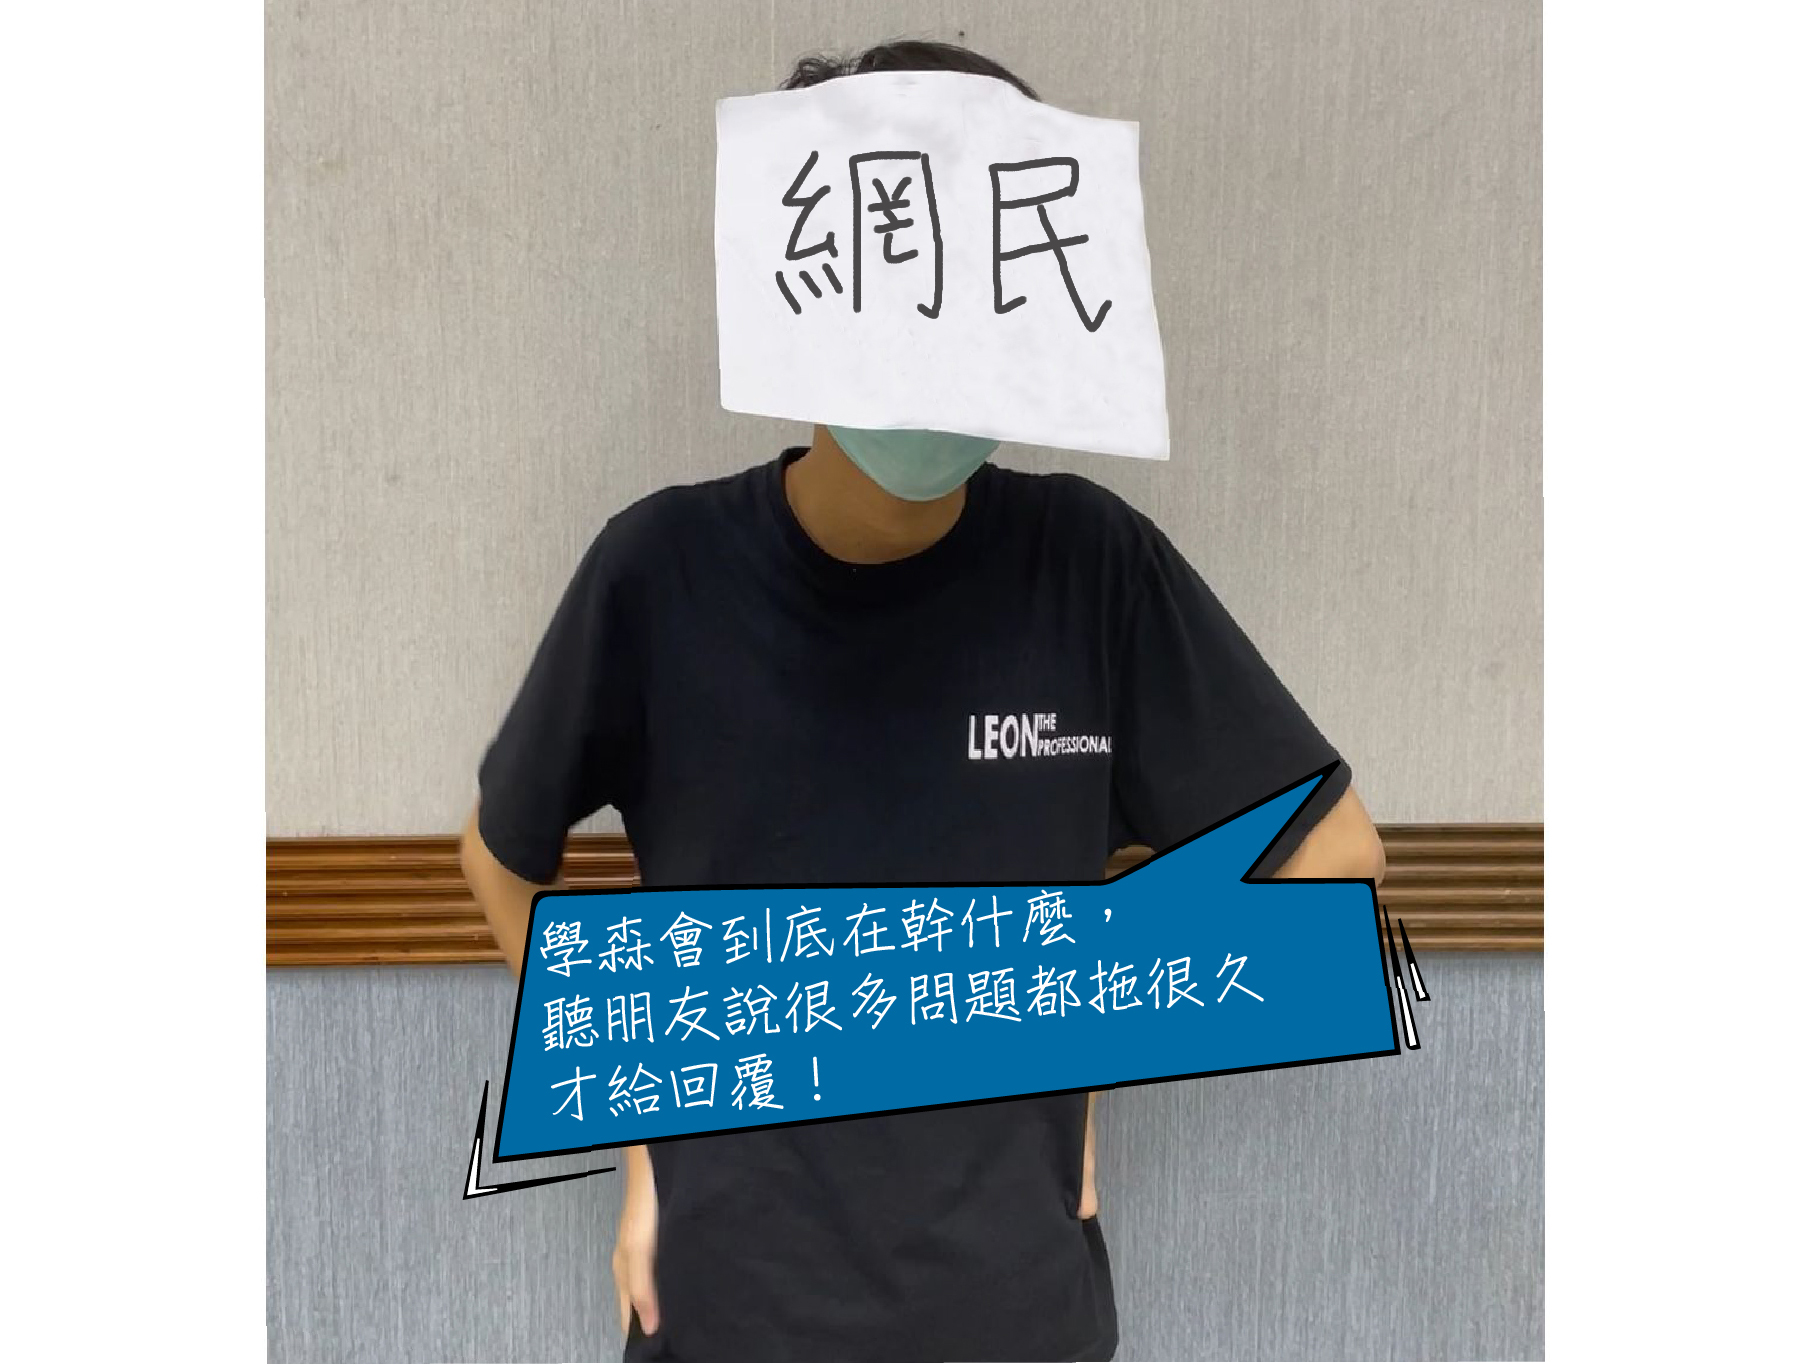 網民
LEON THE
PROFESSIONAL
學森會到底在幹什麼，
聽朋友說很多問題都拖很久
才給回覆！